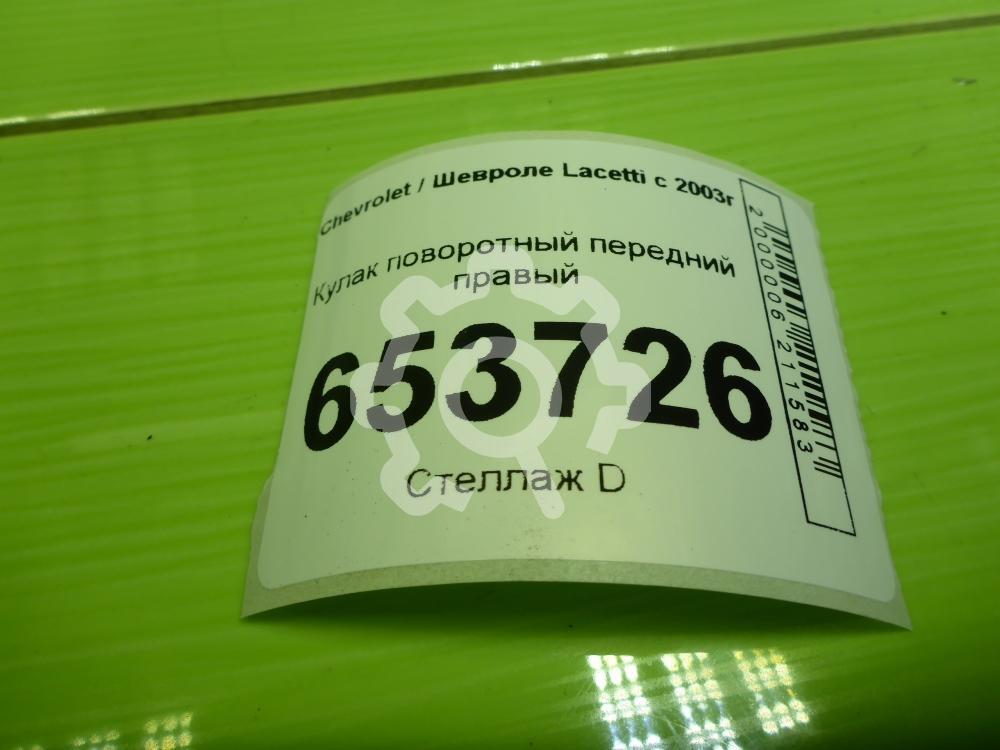 Chevrolet / Шевроле Lacetti с 2003г
Кулак поворотный передний
правый
653726
Стеллаж D
2000006211583